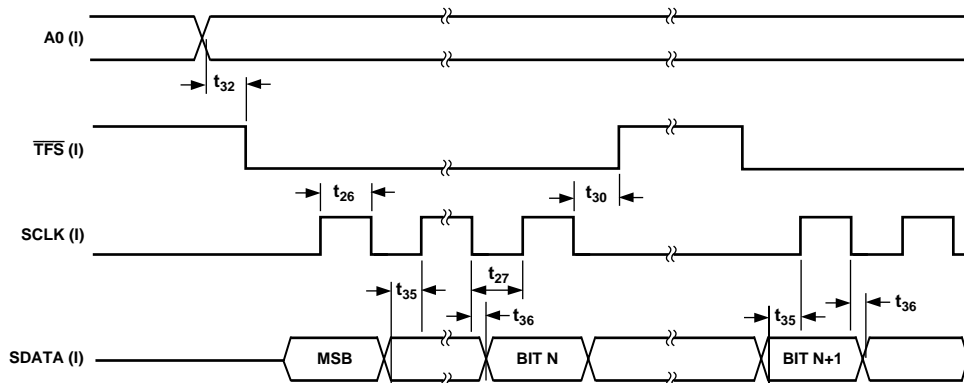 A0 (I)
t32
TFS (I)
t26
t30
SCLK (I)
t27
t35
t36
t35
t36
SDATA (I)
MSB
BIT N
BIT N+1